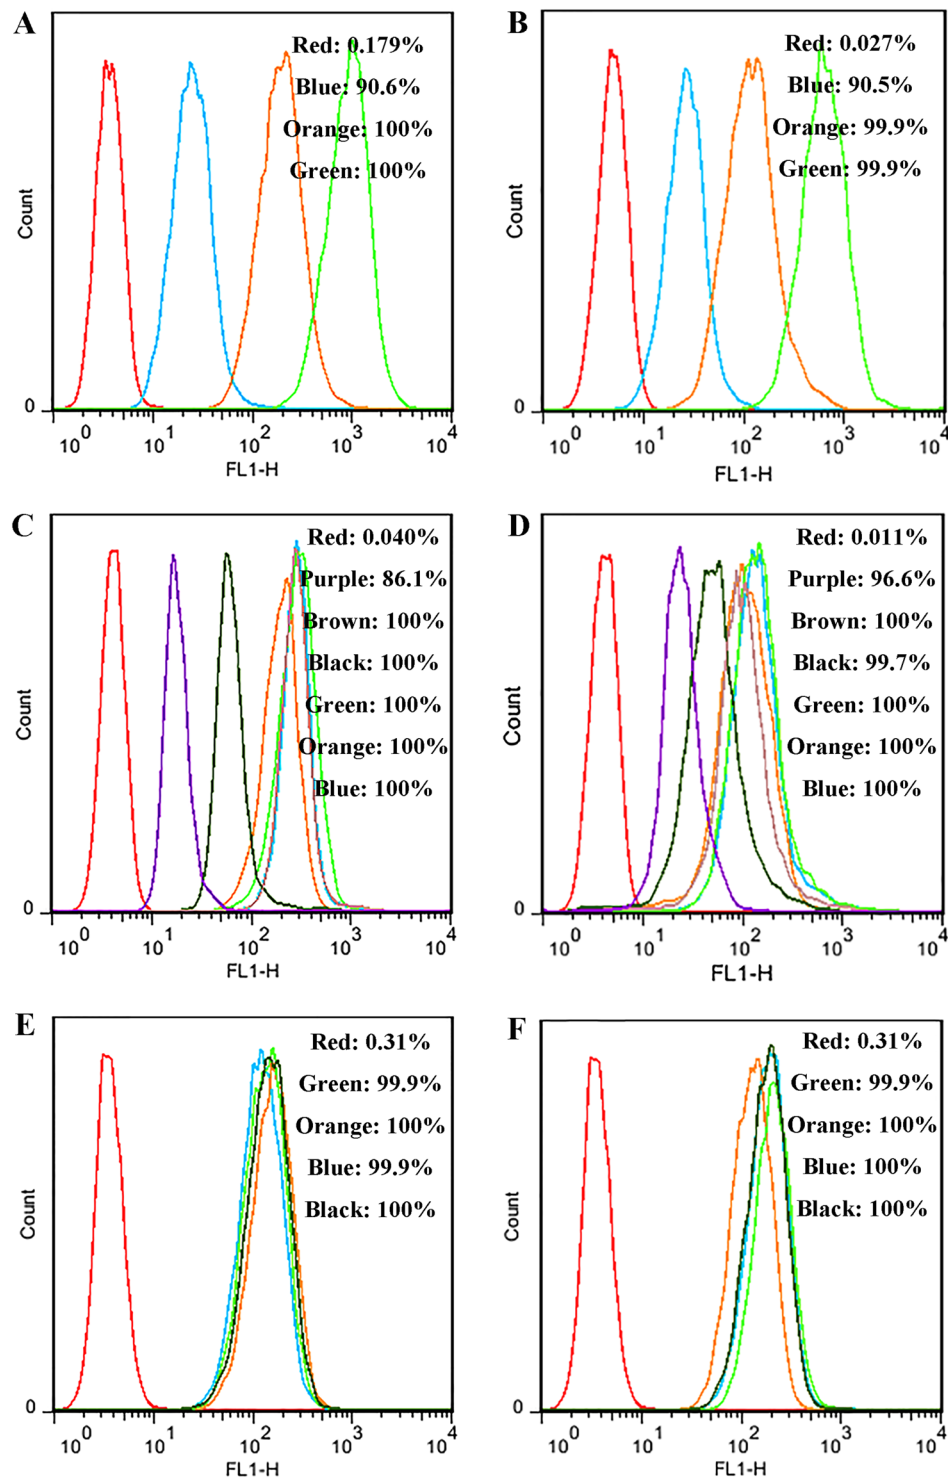 A
Red: 0.179%
Blue: 90.6%
Orange: 100%
Green: 100%
Count
0
10^0 10^1 10^2 10^3 10^4
FL1-H
B
Red: 0.027%
Blue: 90.5%
Orange: 99.9%
Green: 99.9%
Count
0
10^0 10^1 10^2 10^3 10^4
FL1-H
C
Red: 0.040%
Purple: 86.1%
Brown: 100%
Black: 100%
Green: 100%
Orange: 100%
Blue: 100%
Count
0
10^0 10^1 10^2 10^3 10^4
FL1-H
D
Red: 0.011%
Purple: 96.6%
Brown: 100%
Black: 99.7%
Green: 100%
Orange: 100%
Blue: 100%
Count
0
10^0 10^1 10^2 10^3 10^4
FL1-H
E
Red: 0.31%
Green: 99.9%
Orange: 100%
Blue: 99.9%
Black: 100%
Count
0
10^0 10^1 10^2 10^3 10^4
FL1-H
F
Red: 0.31%
Green: 99.9%
Orange: 100%
Blue: 100%
Black: 100%
Count
0
10^0 10^1 10^2 10^3 10^4
FL1-H